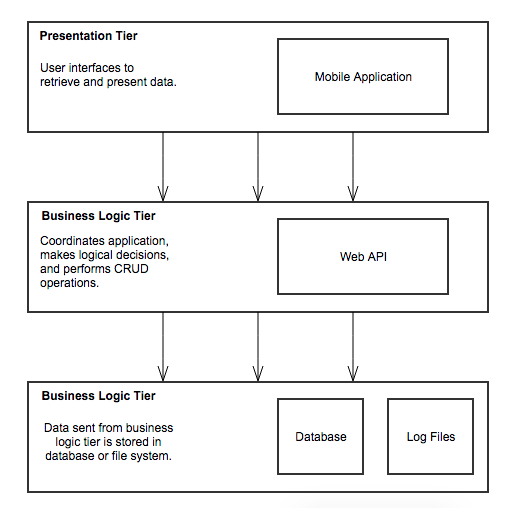 Presentation Tier
User interfaces to
retrieve and present data.
Mobile Application
Business Logic Tier
Coordinates application,
makes logical decisions,
and performs CRUD
operations.
Web API
Business Logic Tier
Data sent from business
logic tier is stored in
database or file system.
Database
Log Files